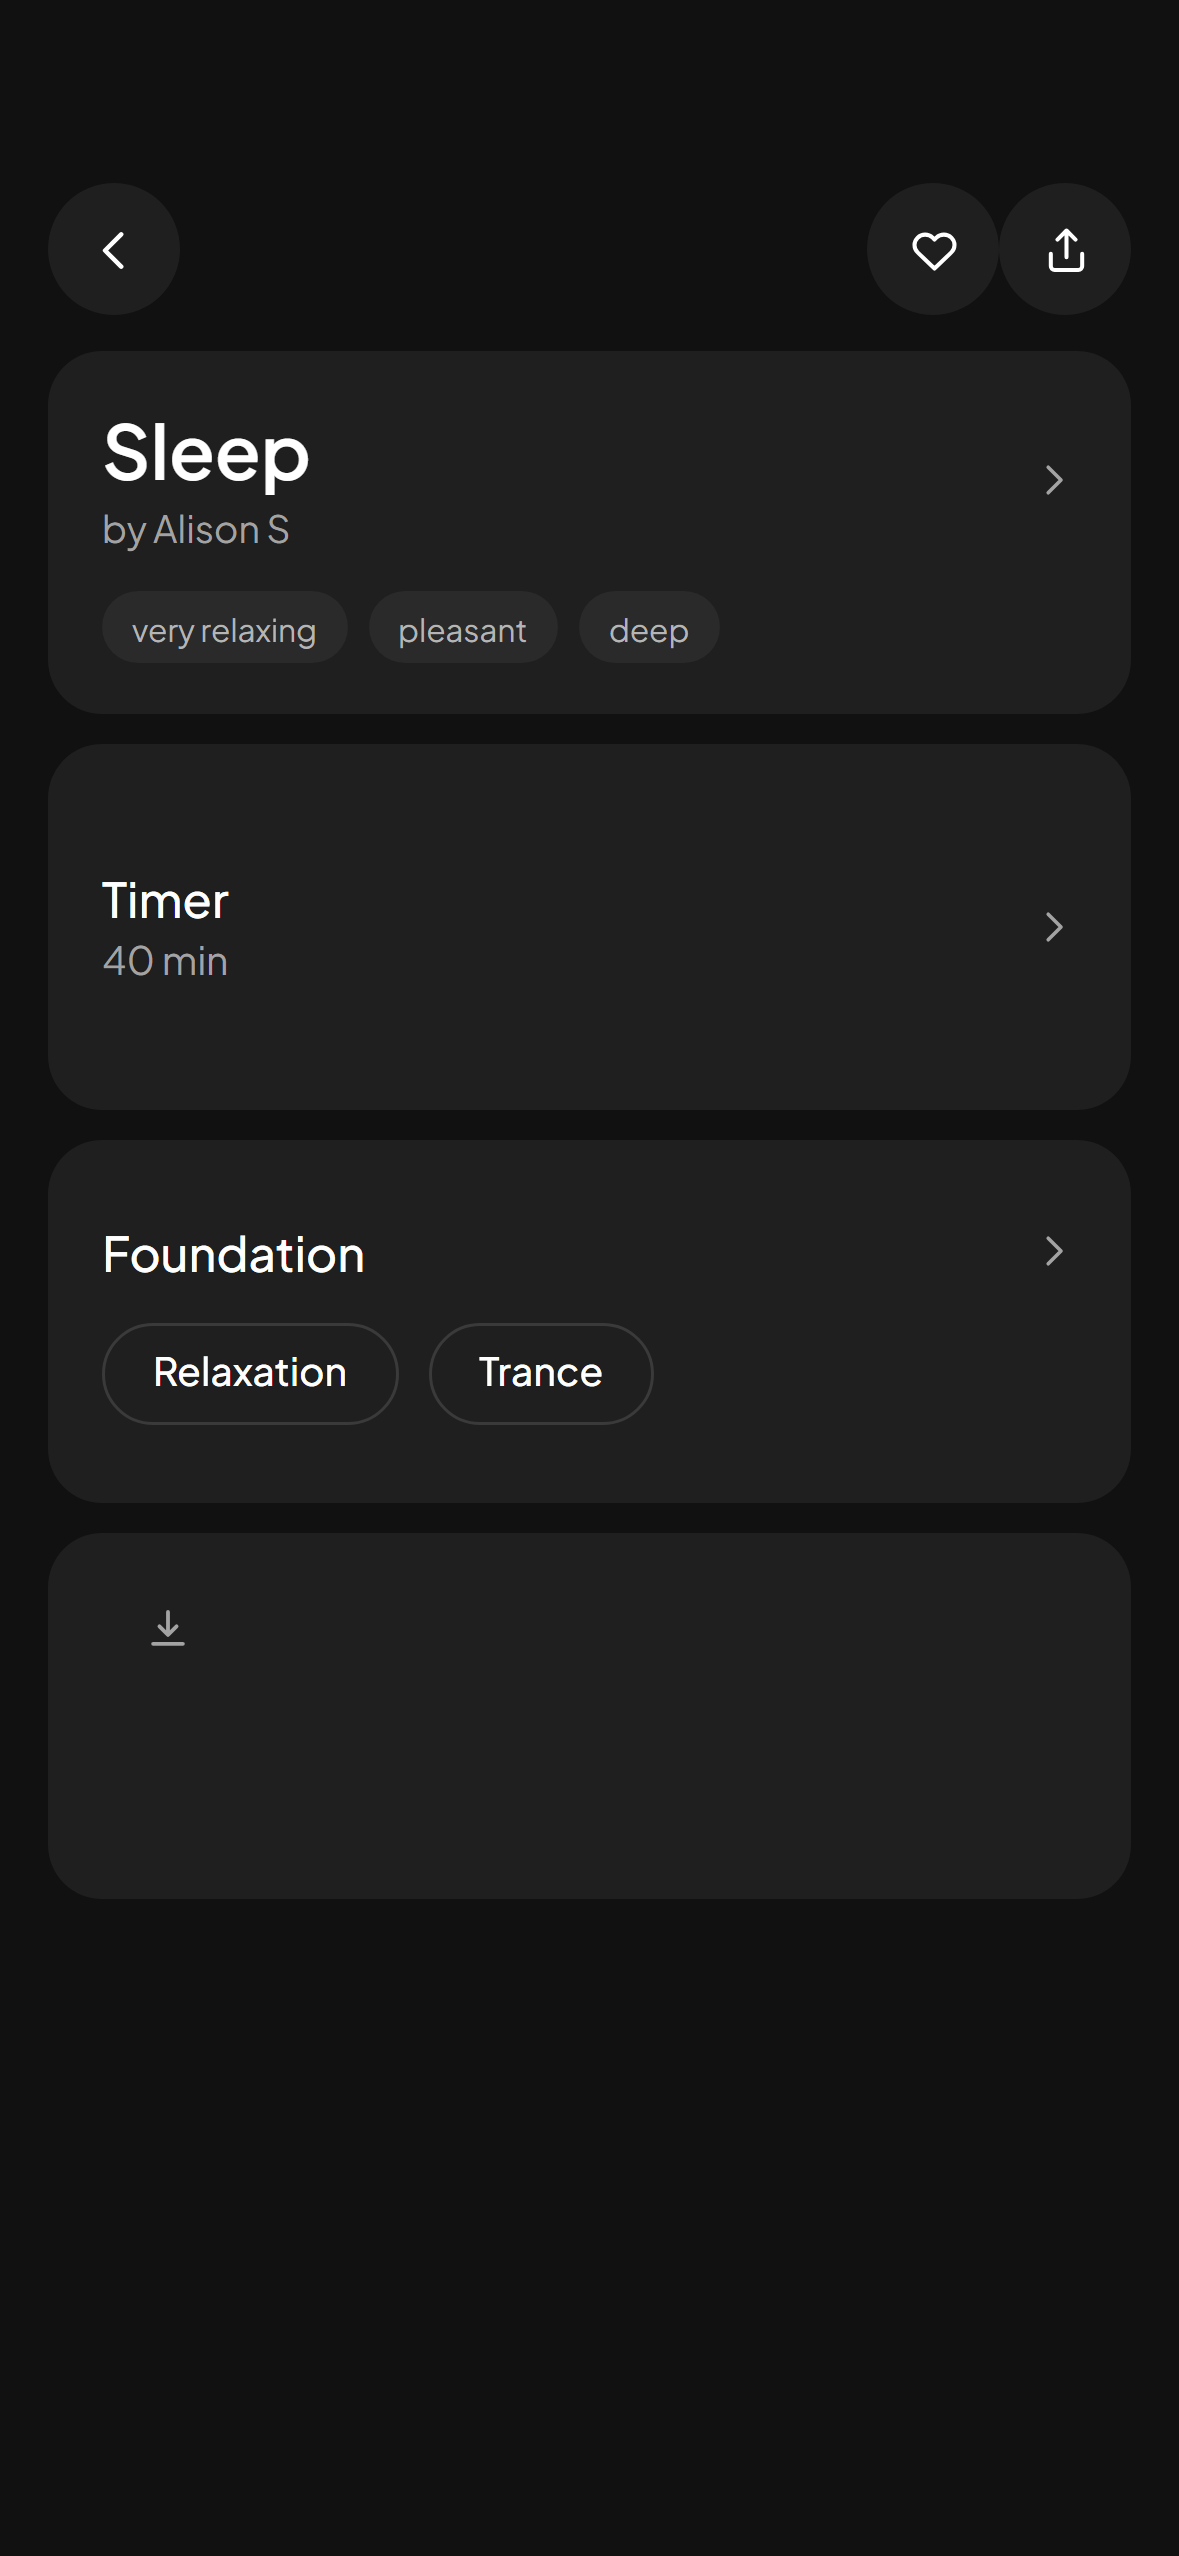 Sleep
by Alison S
very relaxing pleasant deep
Timer
40 min
Foundation
Relaxation Trance